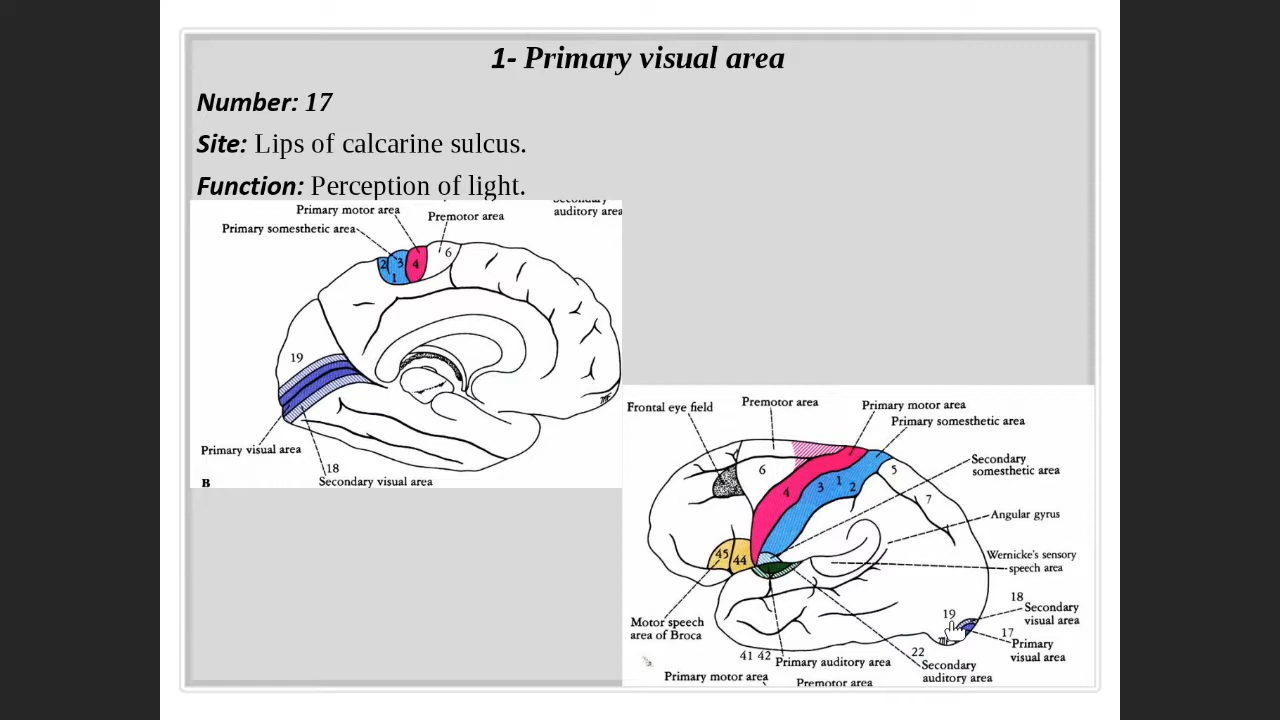 1- Primary visual area
Number: 17
Site: Lips of calcarine sulcus.
Function: Perception of light.
Primary motor area
Premotor area
Secondary
auditory area
Primary somesthetic area
2
3
1
4
6
19
Primary visual area
18
Secondary visual area
B
Frontal eye field
Premotor area
Primary motor area
Primary somesthetic area
Secondary
somesthetic area
6
4
3
1
2
5
7
Angular gyrus
Wernicke's sensory
speech area
45
44
18
Secondary
visual area
19
17
Primary
visual area
Motor speech
area of Broca
41 42
Primary auditory area
22
Secondary
auditory area
Primary motor area
Premotor area